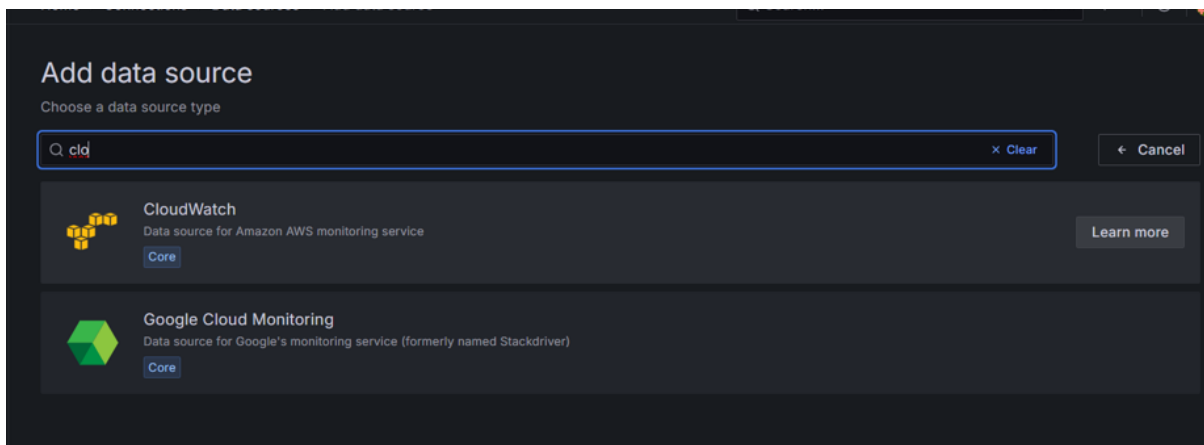 Add data source
Choose a data source type
clo
× Clear
← Cancel
CloudWatch
Data source for Amazon AWS monitoring service
Core
Learn more
Google Cloud Monitoring
Data source for Google's monitoring service (formerly named Stackdriver)
Core